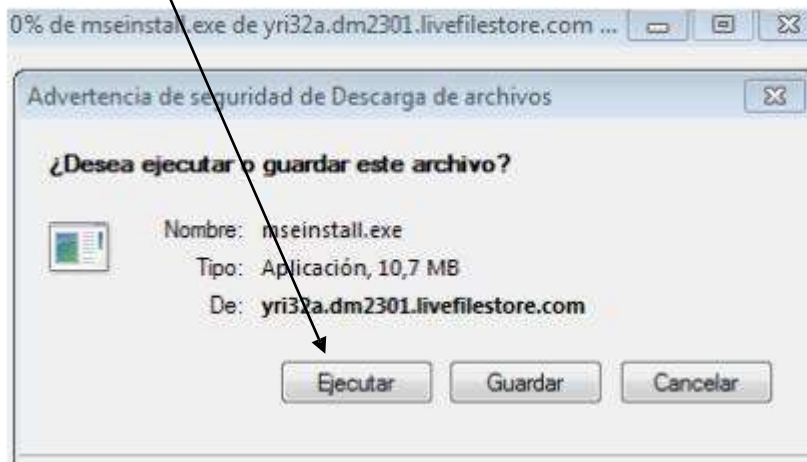 0% de mseinstall.exe de yri32a.dm2301.livefilestore.com ...
Advertencia de seguridad de Descarga de archivos
¿Desea ejecutar o guardar este archivo?
Nombre: mseinstall.exe
Tipo: Aplicación, 10,7 MB
De: yri32a.dm2301.livefilestore.com
Ejecutar Guardar Cancelar